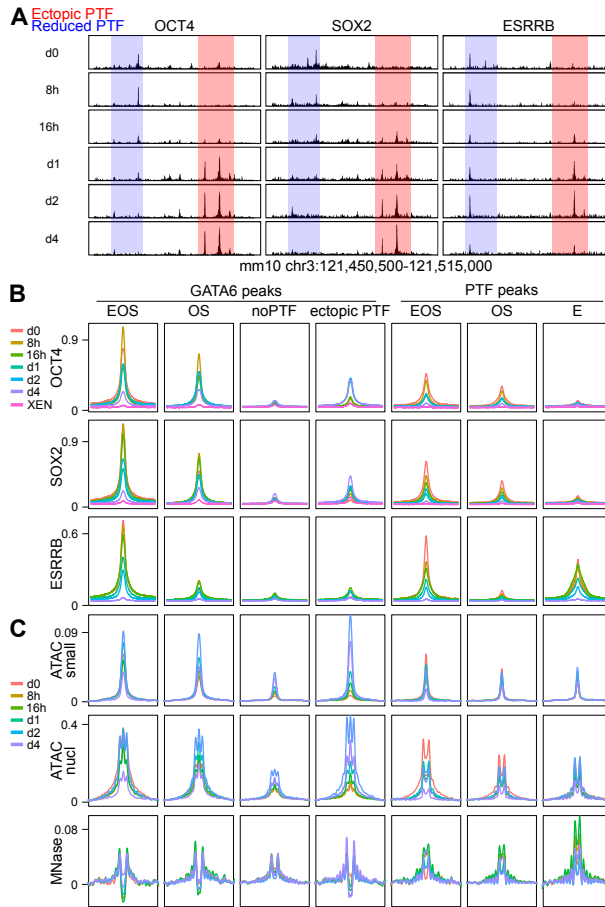 A
Ectopic PTF
Reduced PTF
OCT4 SOX2 ESRRB
d0
8h
16h
d1
d2
d4
mm10 chr3:121,450,500-121,515,000
B
GATA6 peaks PTF peaks
EOS OS noPTF ectopic PTF EOS OS E
d0
8h
16h
d1
d2
d4
XEN
OCT4
0.9
0
SOX2
0.9
0
ESRRB
0.6
0
C
d0
8h
16h
d1
d2
d4
ATAC
small
0.09
0
ATAC
nucl
0.4
0
MNase
0.08
0